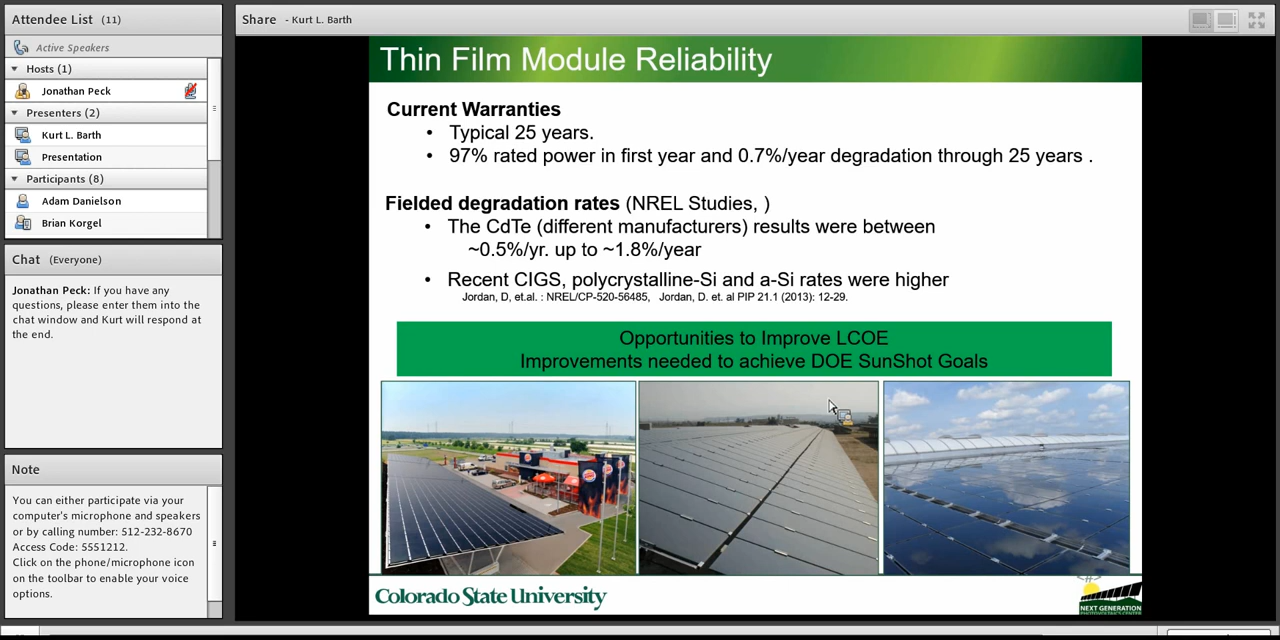 Attendee List (11)
Active Speakers
Hosts (1)
Jonathan Peck
Presenters (2)
Kurt L. Barth
Presentation
Participants (8)
Adam Danielson
Brian Korgel
Chat (Everyone)
Jonathan Peck: If you have any
questions, please enter them into the
chat window and Kurt will respond at
the end.
Note
You can either participate via your
computer's microphone and speakers
or by calling number: 512-232-8670
Access Code: 5551212.
Click on the phone/microphone icon
on the toolbar to enable your voice
options.
Share - Kurt L. Barth
Thin Film Module Reliability
Current Warranties
• Typical 25 years.
• 97% rated power in first year and 0.7%/year degradation through 25 years .
Fielded degradation rates (NREL Studies, )
• The CdTe (different manufacturers) results were between
~0.5%/yr. up to ~1.8%/year
• Recent CIGS, polycrystalline-Si and a-Si rates were higher
Jordan, D, et.al. : NREL/CP-520-56485, Jordan, D. et. al PIP 21.1 (2013): 12-29.
Opportunities to Improve LCOE
Improvements needed to achieve DOE SunShot Goals
Colorado State University
NEXT GENERATION